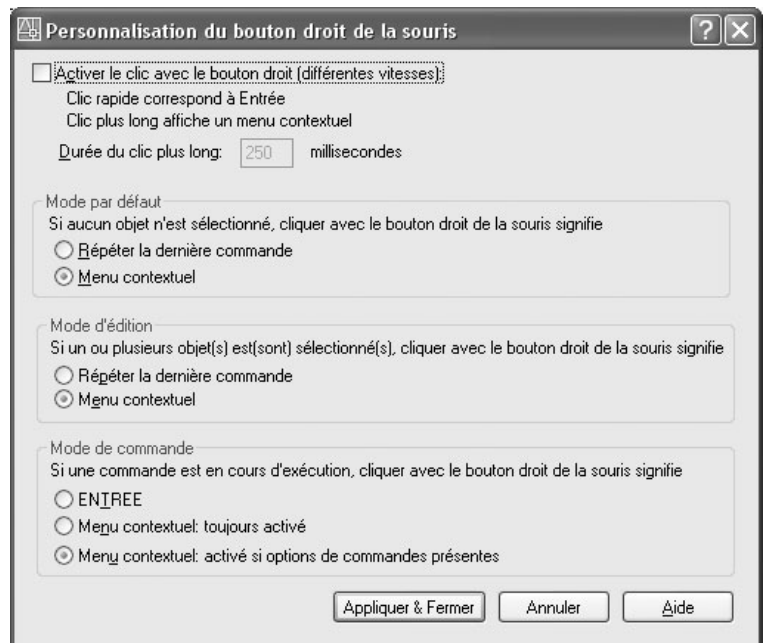 Personnalisation du bouton droit de la souris
Activer le clic avec le bouton droit (différentes vitesses):
Clic rapide correspond à Entrée
Clic plus long affiche un menu contextuel
Durée du clic plus long: 250 millisecondes
Mode par défaut
Si aucun objet n'est sélectionné, cliquer avec le bouton droit de la souris signifie
Répéter la dernière commande
Menu contextuel
Mode d'édition
Si un ou plusieurs objet(s) est(sont) sélectionné(s), cliquer avec le bouton droit de la souris signifie
Répéter la dernière commande
Menu contextuel
Mode de commande
Si une commande est en cours d'exécution, cliquer avec le bouton droit de la souris signifie
ENTREE
Menu contextuel: toujours activé
Menu contextuel: activé si options de commandes présentes
Appliquer & Fermer Annuler Aide